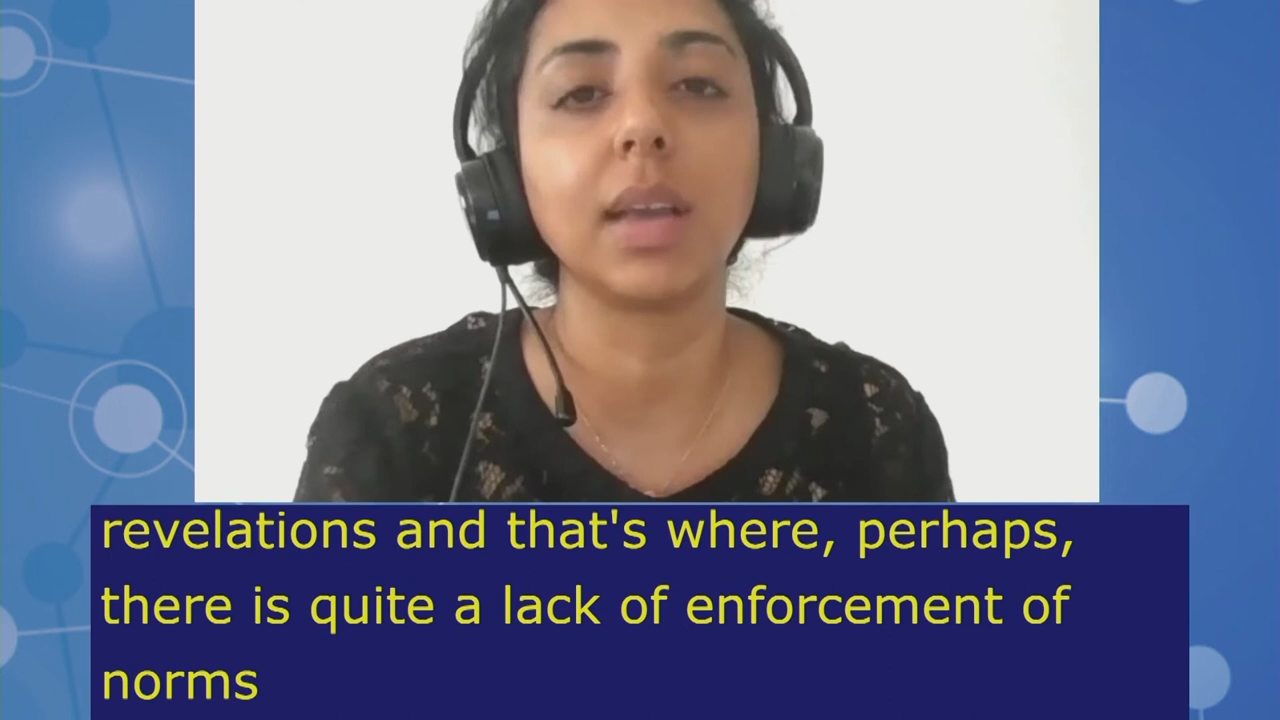 revelations and that's where, perhaps,
there is quite a lack of enforcement of
norms